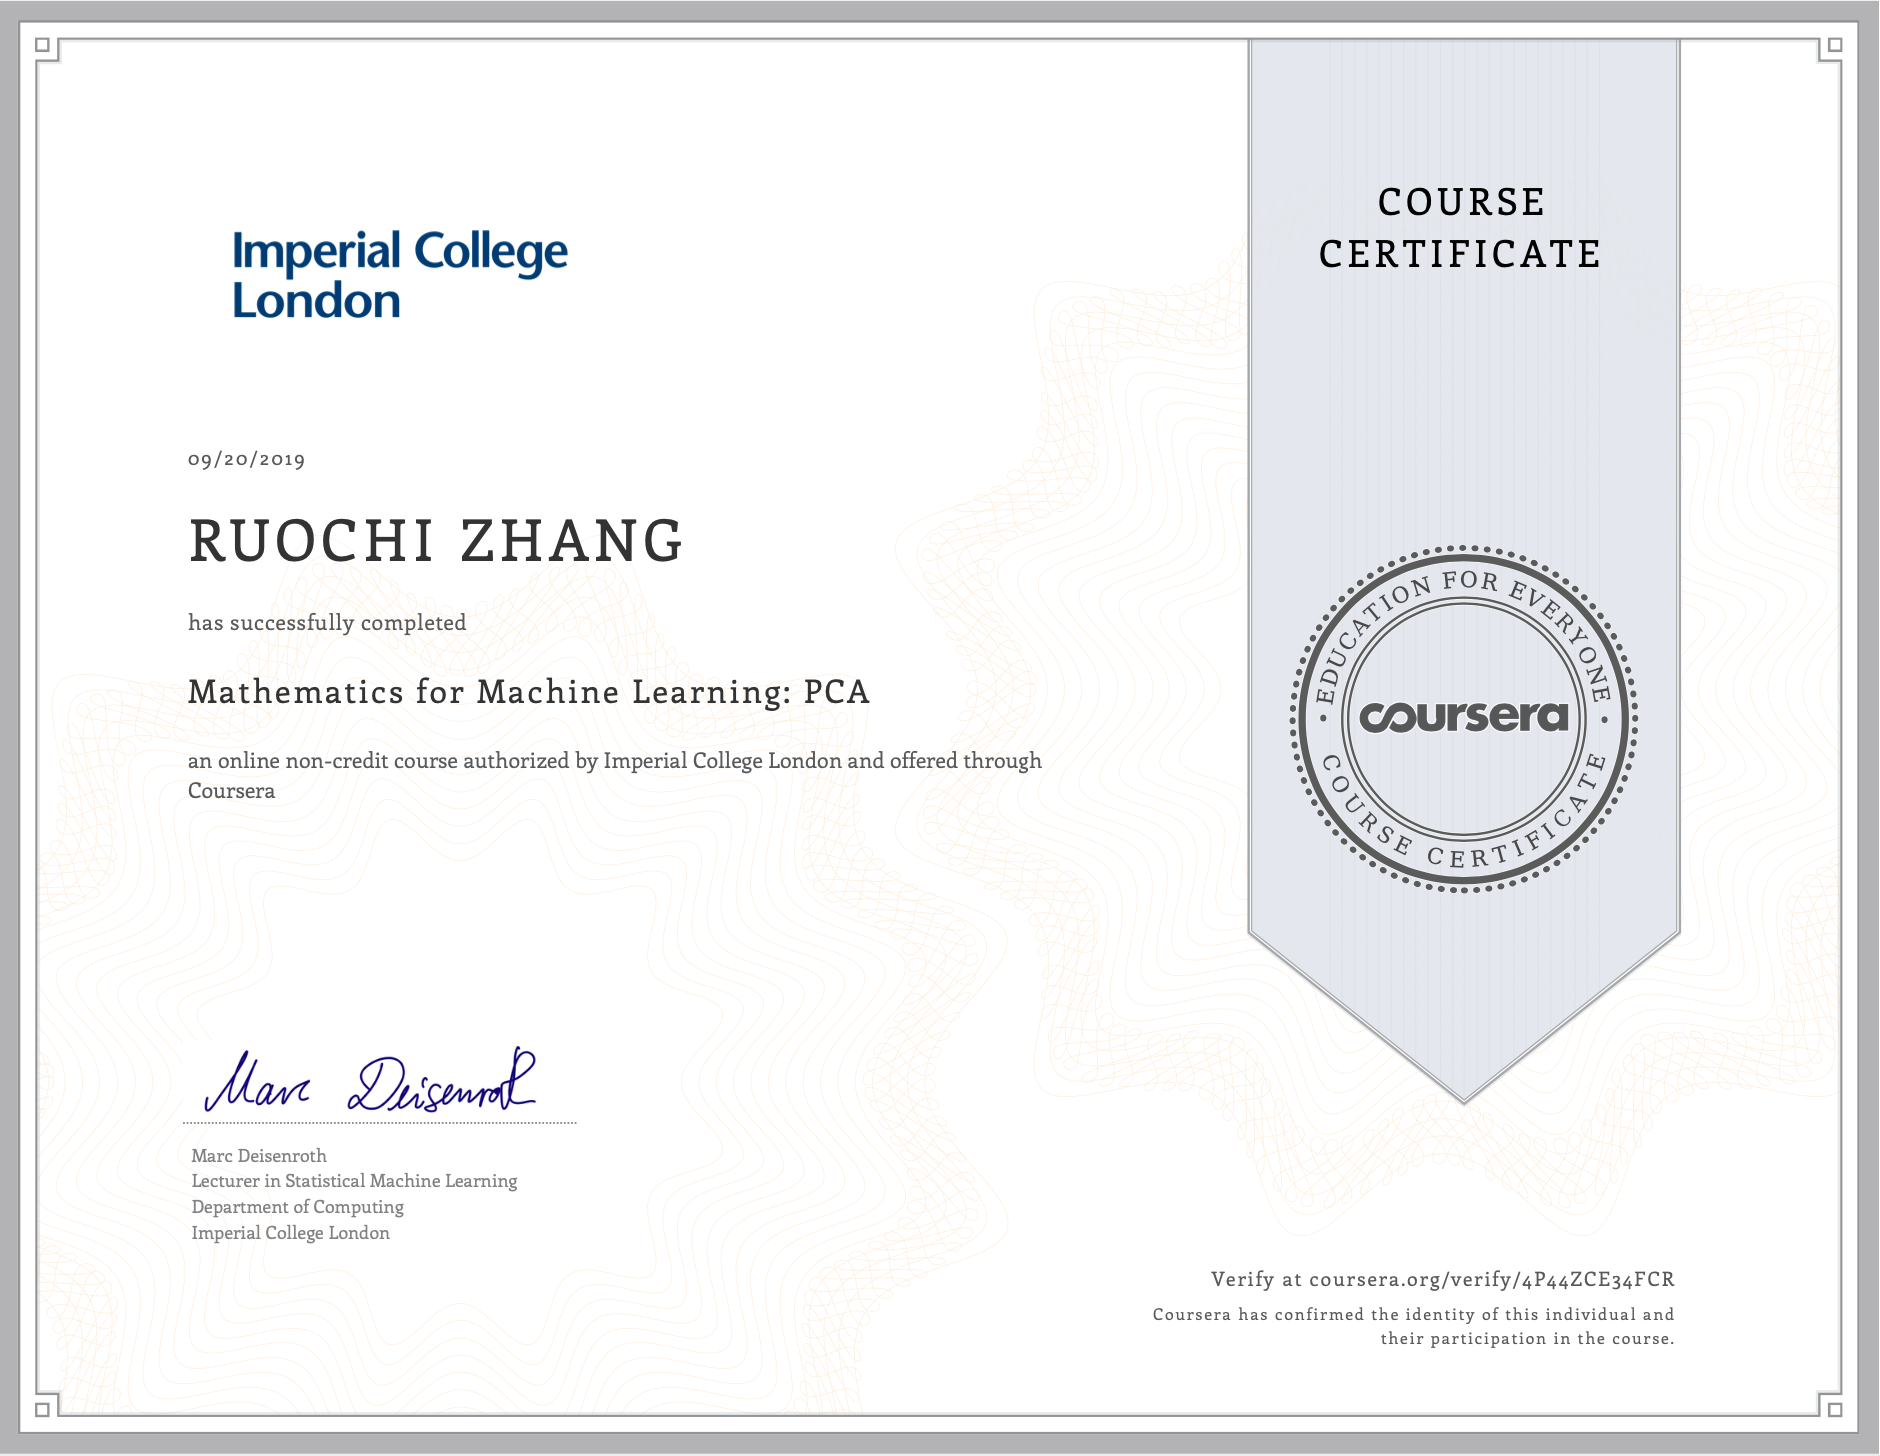 Imperial College
London
COURSE
CERTIFICATE
09/20/2019
RUOCHI ZHANG
has successfully completed
Mathematics for Machine Learning: PCA
an online non-credit course authorized by Imperial College London and offered through
Coursera
EDUCATION FOR EVERYONE
coursera
COURSE CERTIFICATE
Marc Deisenroth
Marc Deisenroth
Lecturer in Statistical Machine Learning
Department of Computing
Imperial College London
Verify at coursera.org/verify/4P44ZCE34FCR
Coursera has confirmed the identity of this individual and
their participation in the course.